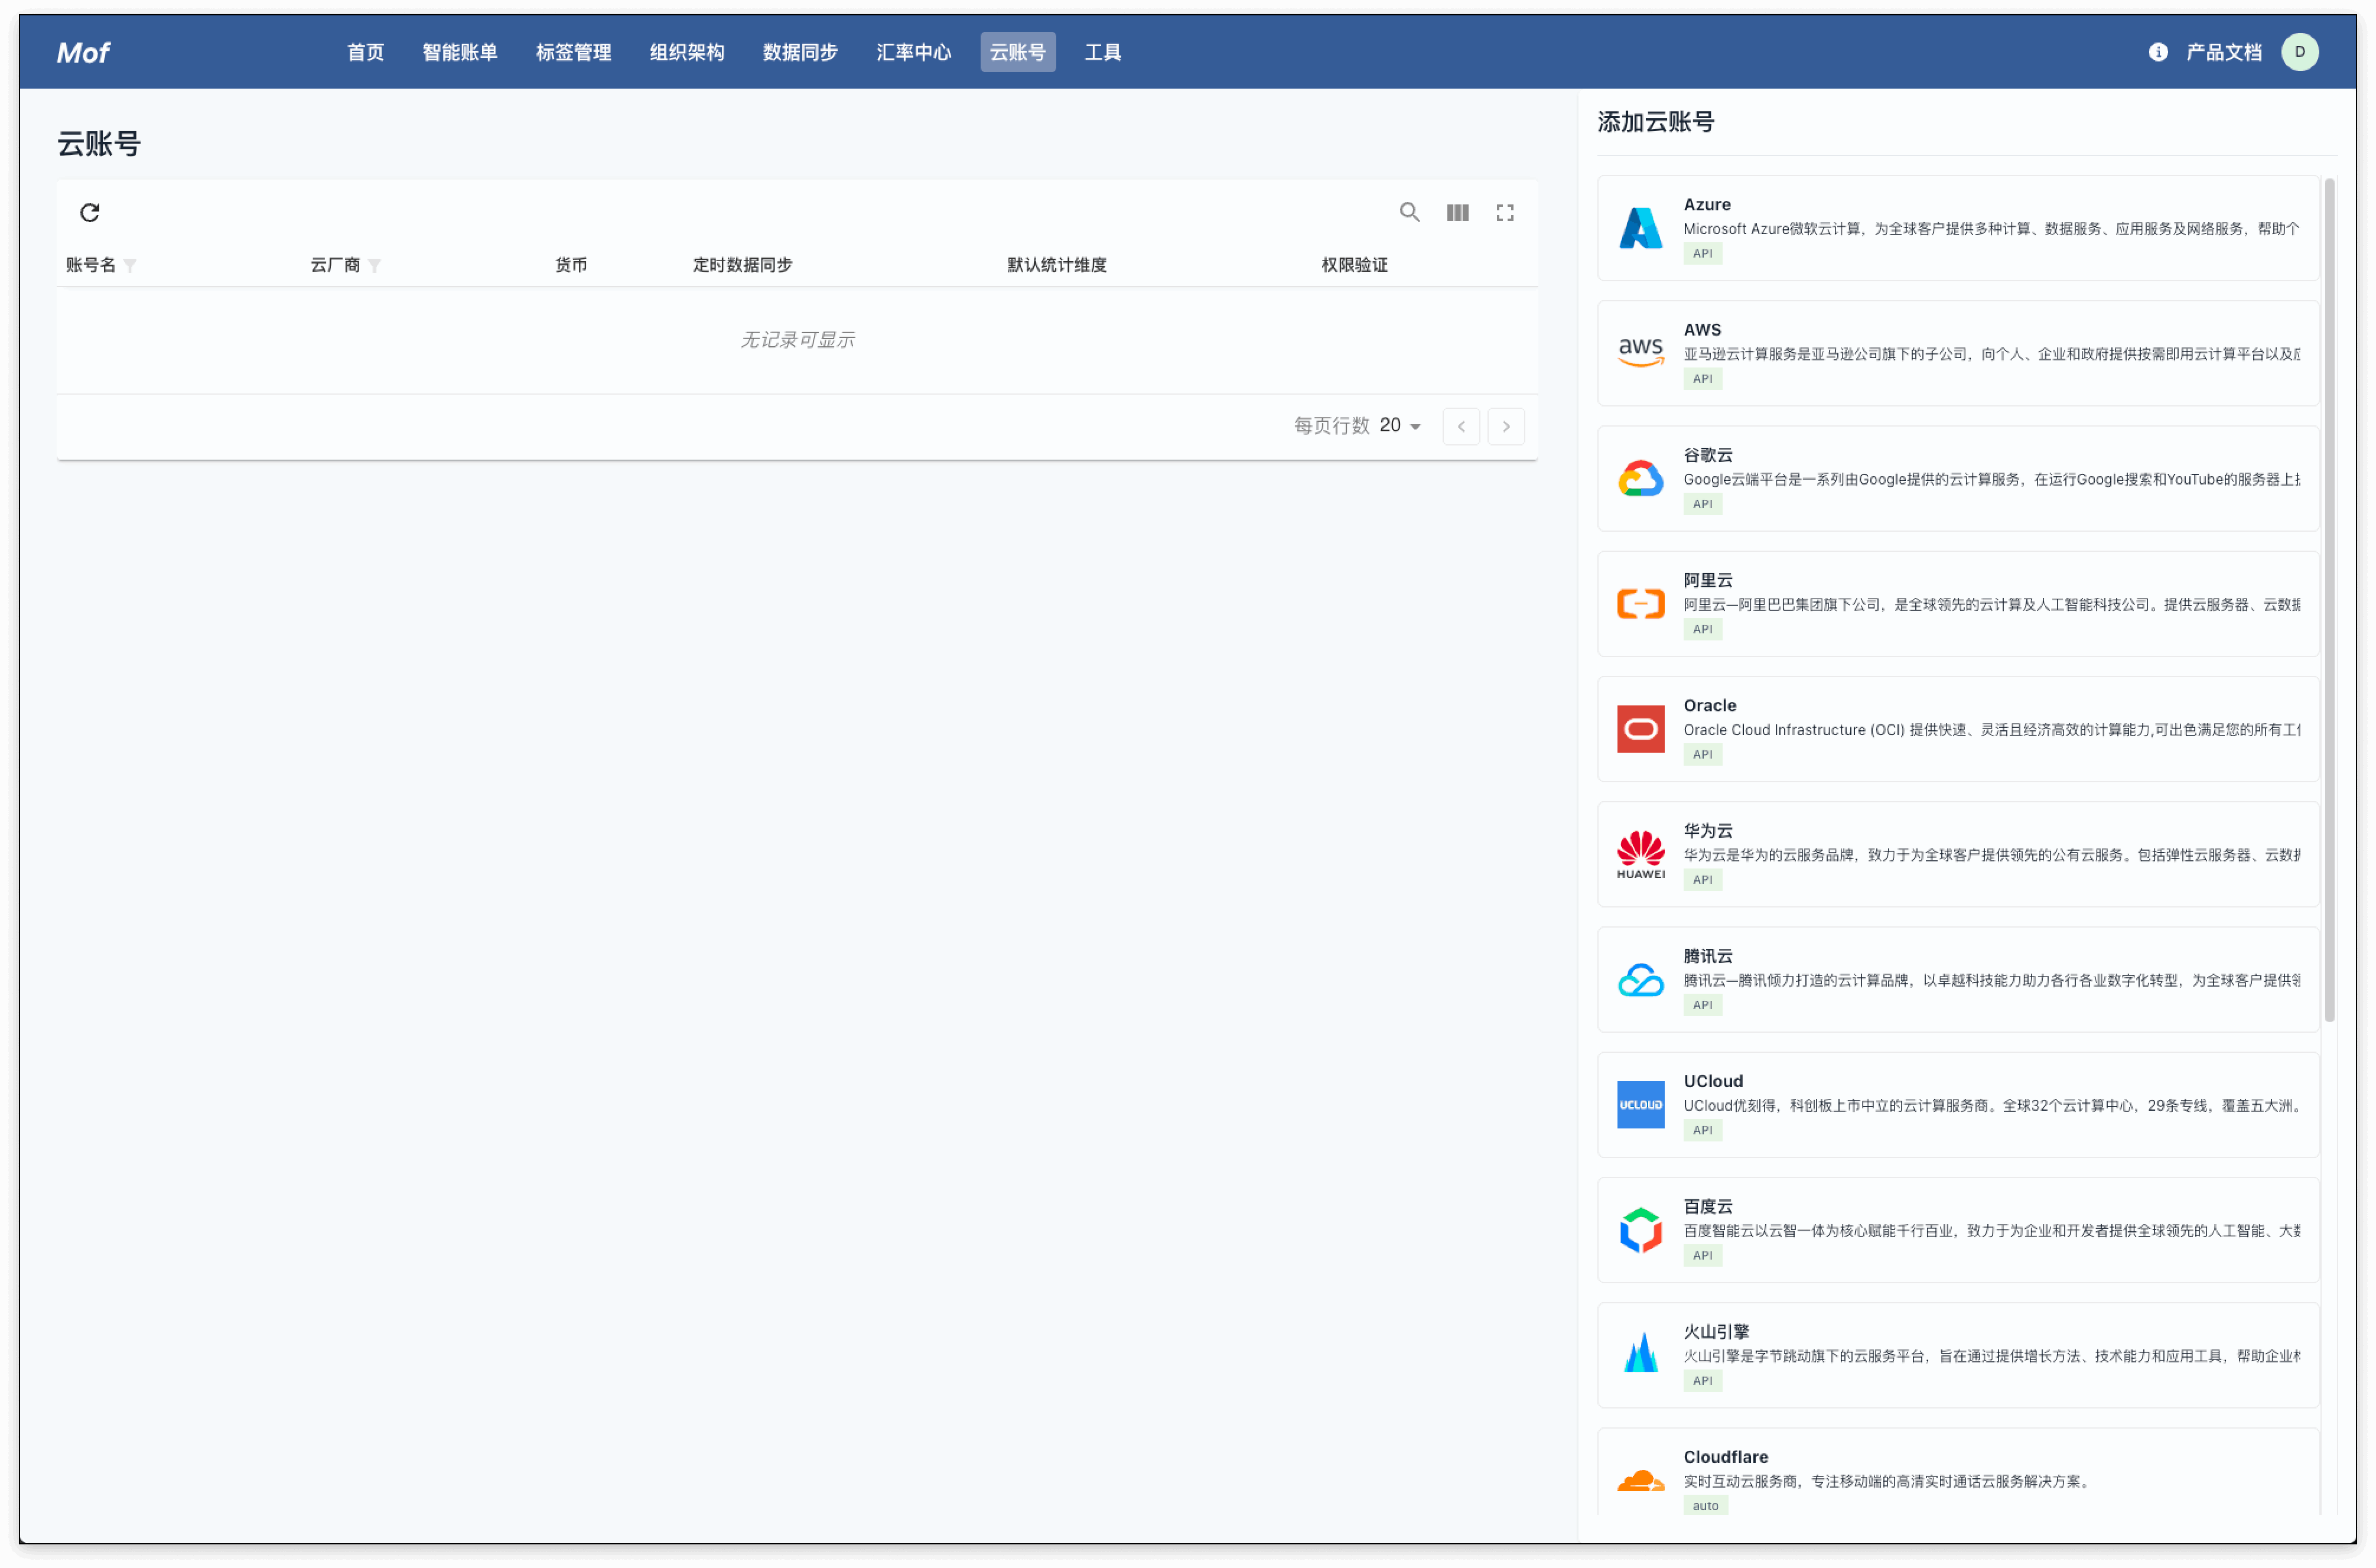 Mof 首页 智能账单 标签管理 组织架构 数据同步 汇率中心 云账号 工具 产品文档 D
云账号
账号名 云厂商 货币 定时数据同步 默认统计维度 权限验证
无记录可显示
每页行数 20
添加云账号
Azure
Microsoft Azure微软云计算，为全球客户提供多种计算、数据服务、应用服务及网络服务，帮助个
API
aws
AWS
亚马逊云计算服务是亚马逊公司旗下的子公司，向个人、企业和政府提供按需即用云计算平台以及
API
谷歌云
Google云端平台是一系列由Google提供的云计算服务，在运行Google搜索和YouTube的服务器上
API
阿里云
阿里云—阿里巴巴集团旗下公司，是全球领先的云计算及人工智能科技公司。提供云服务器、云数据
API
Oracle
Oracle Cloud Infrastructure (OCI) 提供快速、灵活且经济高效的计算能力,可出色满足您的所有工
API
HUAWEI
华为云
华为云是华为的云服务品牌，致力于为全球客户提供领先的公有云服务。包括弹性云服务器、云数
API
腾讯云
腾讯云—腾讯倾力打造的云计算品牌，以卓越科技能力助力各行各业数字化转型，为全球客户提供
API
UCLOUD
UCloud
UCloud优刻得，科创板上市中立的云计算服务商。全球32个云计算中心，29条专线，覆盖五大洲。
API
百度云
百度智能云以云智一体为核心赋能千行百业，致力于为企业和开发者提供全球领先的人工智能、大数
API
火山引擎
火山引擎是字节跳动旗下的云服务平台，旨在通过提供增长方法、技术能力和应用工具，帮助企业
API
Cloudflare
实时互动云服务商，专注移动端的高清实时通话云服务解决方案。
auto